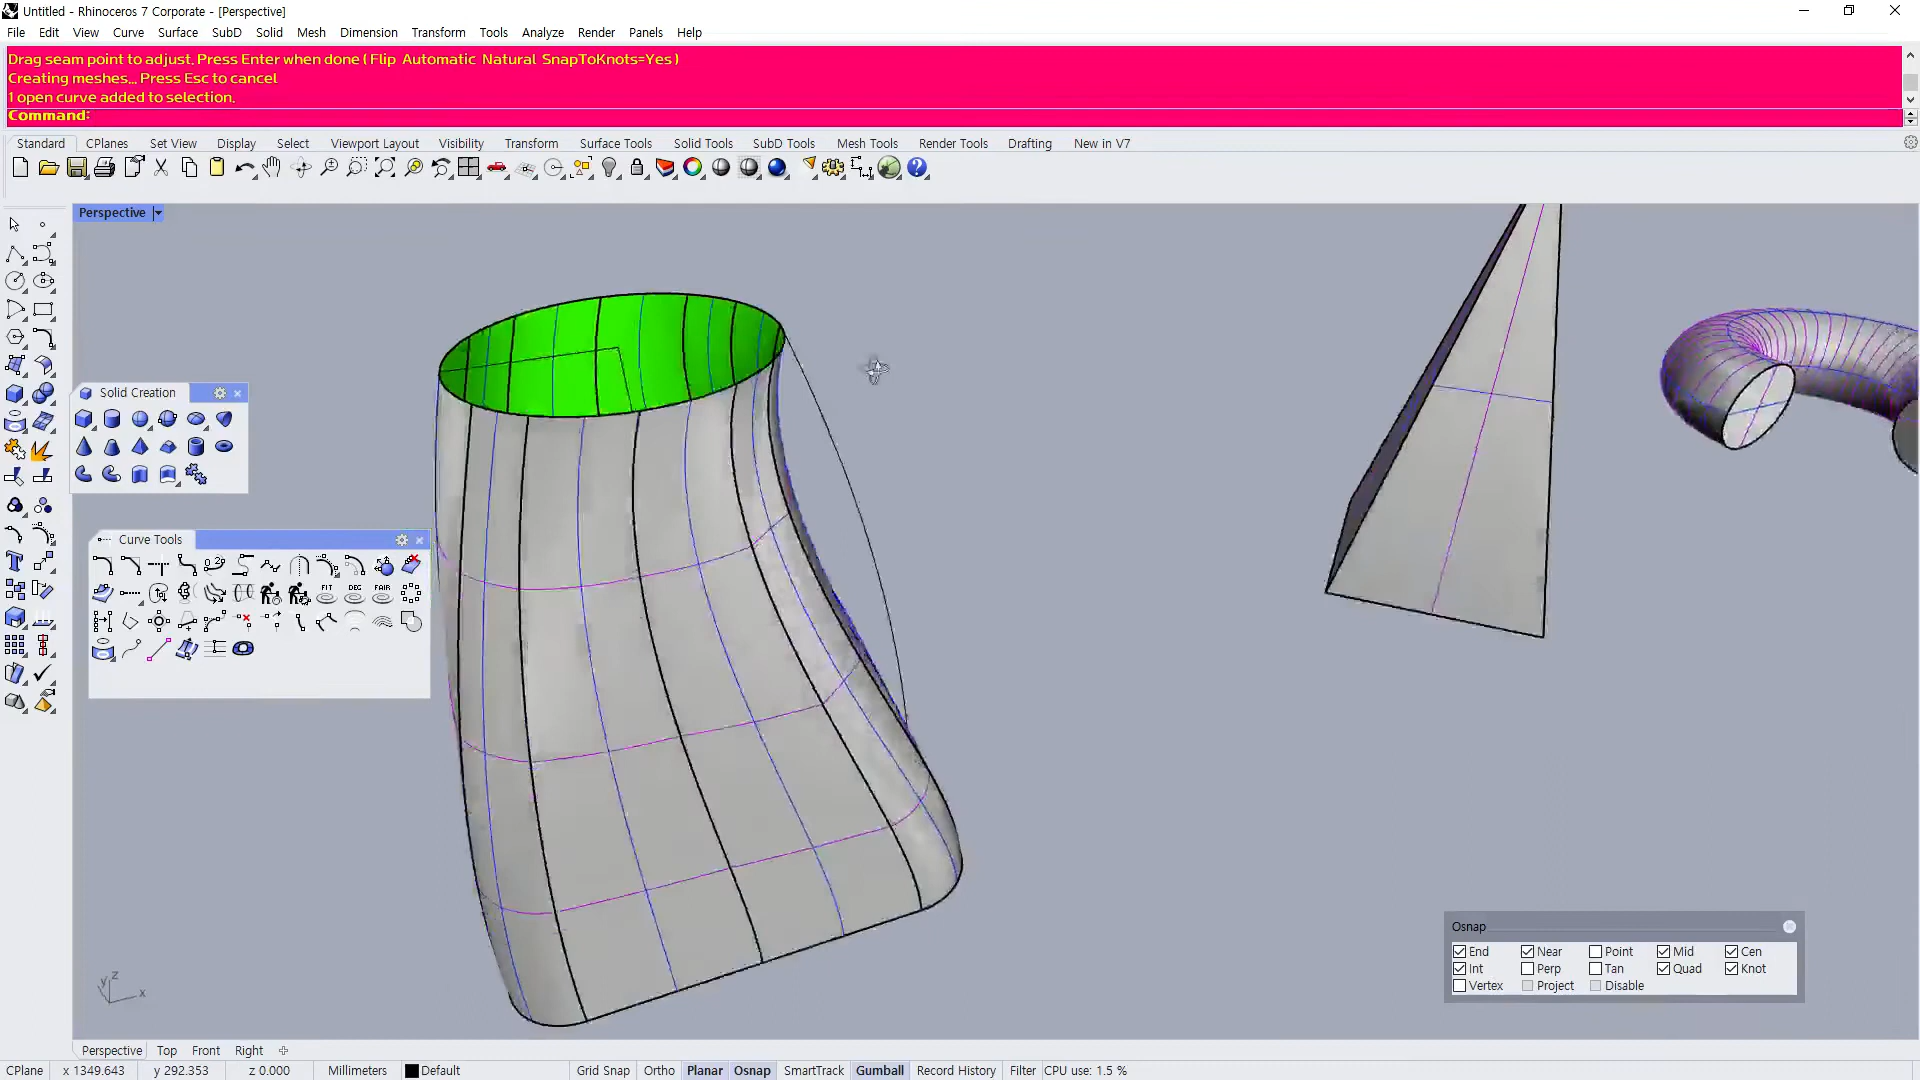 Untitled - Rhinoceros 7 Corporate - [Perspective]
File Edit View Curve Surface SubD Solid Mesh Dimension Transform Tools Analyze Render Panels Help
Drag seam point to adjust. Press Enter when done ( Flip Automatic Natural SnapToKnots=Yes )
Creating meshes... Press Esc to cancel
1 open curve added to selection.
Command:
Standard CPlanes Set View Display Select Viewport Layout Visibility Transform Surface Tools Solid Tools SubD Tools Mesh Tools Render Tools Drafting New in V7
Perspective
Solid Creation
Curve Tools
FIT DEG FAIR
Osnap
End Near Point Mid Cen
Int Perp Tan Quad Knot
Vertex Project Disable
z
y
x
Perspective Top Front Right
CPlane x 1349.643 y 292.353 z 0.000 Millimeters Default Grid Snap Ortho Planar Osnap SmartTrack Gumball Record History Filter CPU use: 1.5 %